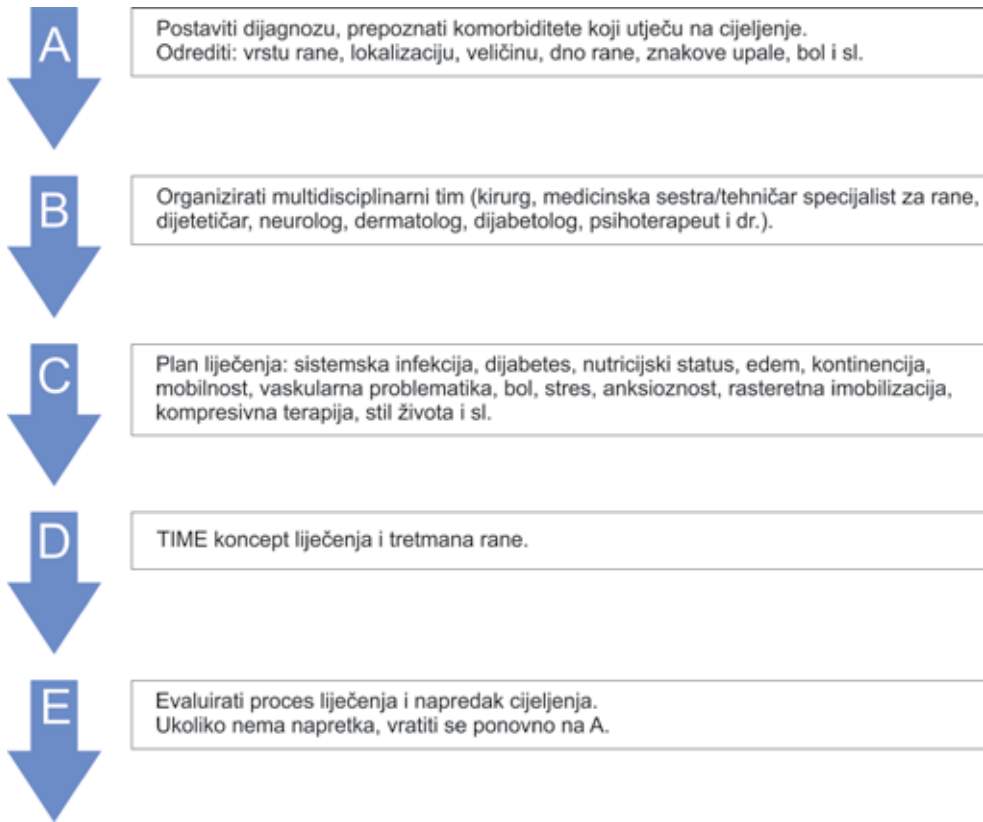 A
Postaviti dijagnozu, prepoznati komorbiditete koji utječu na cijeljenje.
Odrediti: vrstu rane, lokalizaciju, veličinu, dno rane, znakove upale, bol i sl.
B
Organizirati multidisciplinarni tim (kirurg, medicinska sestra/tehničar specijalist za rane,
dijetetičar, neurolog, dermatolog, dijabetolog, psihoterapeut i dr.).
C
Plan liječenja: sistemska infekcija, dijabetes, nutricijski status, edem, kontinencija,
mobilnost, vaskularna problematika, bol, stres, anksioznost, rasteretna imobilizacija,
kompresivna terapija, stil života i sl.
D
TIME koncept liječenja i tretmana rane.
E
Evaluirati proces liječenja i napredak cijeljenja.
Ukoliko nema napretka, vratiti se ponovno na A.